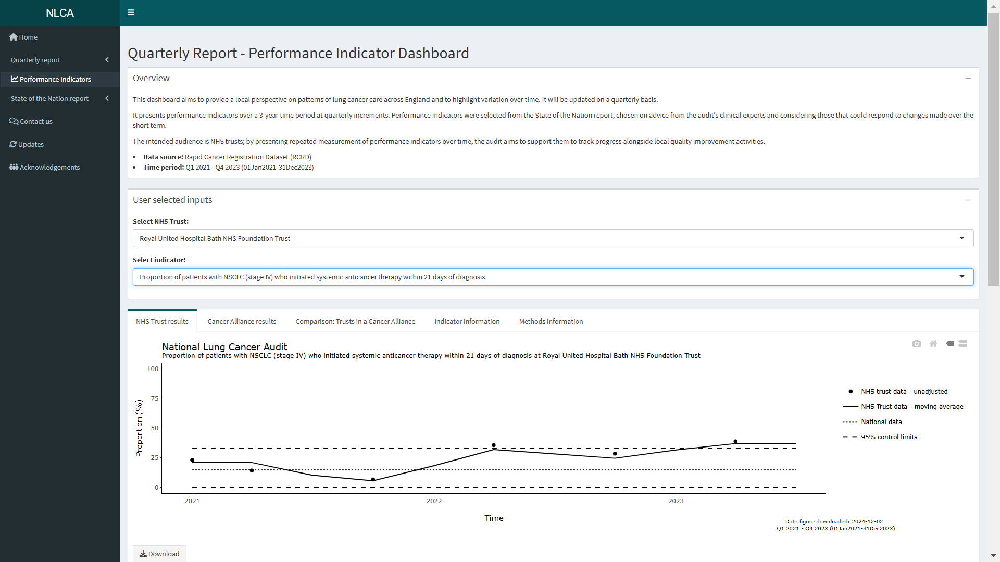 NLCA
Home
Quarterly report
Performance Indicators
State of the Nation report
Contact us
Updates
Acknowledgements
Quarterly Report - Performance Indicator Dashboard
Overview
This dashboard aims to provide a local perspective on patterns of lung cancer care across England and to highlight variation over time. It will be updated on a quarterly basis.
It presents performance indicators over a 3-year time period at quarterly increments. Performance indicators were selected from the State of the Nation report, chosen on advice from the audit's clinical experts and considering those that could respond to changes made over the
short term.
The intended audience is NHS trusts; by presenting repeated measurement of performance indicators over time, the audit aims to support them to track progress alongside local quality improvement activities.
• Data source: Rapid Cancer Registration Dataset (RCRD)
• Time period: Q1 2021 - Q4 2023 (01Jan2021-31Dec2023)
User selected inputs
Select NHS Trust:
Royal United Hospital Bath NHS Foundation Trust
Select indicator:
Proportion of patients with NSCLC (stage IV) who initiated systemic anticancer therapy within 21 days of diagnosis
NHS Trust results
Cancer Alliance results
Comparison: Trusts in a Cancer Alliance
Indicator information
Methods information
National Lung Cancer Audit
Proportion of patients with NSCLC (stage IV) who initiated systemic anticancer therapy within 21 days of diagnosis at Royal United Hospital Bath NHS Foundation Trust
Proportion (%)
100
75
50
25
0
2021
2022
2023
Time
NHS trust data - unadjusted
NHS Trust data - moving average
National data
95% control limits
Date figure downloaded: 2024-12-02
Q1 2021 - Q4 2023 (01Jan2021-31Dec2023)
Download